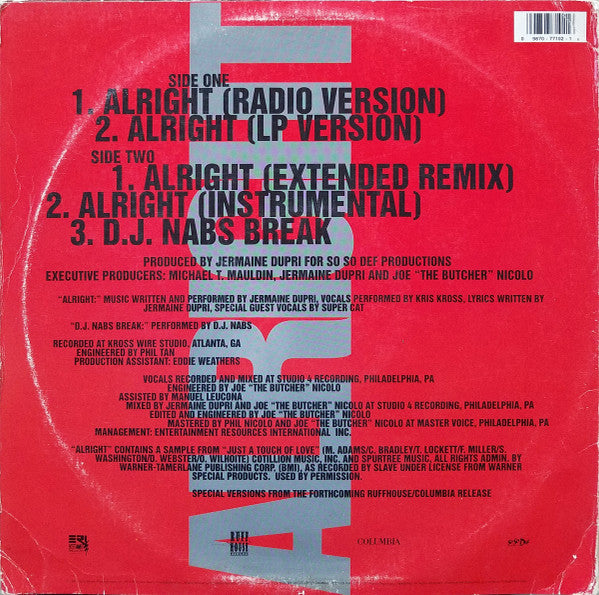 ALRIGHT
SIDE ONE
1. ALRIGHT (RADIO VERSION)
2. ALRIGHT (LP VERSION)
SIDE TWO
1. ALRIGHT (EXTENDED REMIX)
2. ALRIGHT (INSTRUMENTAL)
3. D.J. NABS BREAK
PRODUCED BY JERMAINE DUPRI FOR SO SO DEF PRODUCTIONS
EXECUTIVE PRODUCERS: MICHAEL T. MAULDIN, JERMAINE DUPRI AND JOE "THE BUTCHER" NICOLO
"ALRIGHT:" MUSIC WRITTEN AND PERFORMED BY JERMAINE DUPRI, VOCALS PERFORMED BY KRIS KROSS, LYRICS WRITTEN BY
JERMAINE DUPRI, SPECIAL GUEST VOCALS BY SUPER CAT
"D.J. NABS BREAK:" PERFORMED BY D.J. NABS
RECORDED AT KROSS WIRE STUDIO, ATLANTA, GA
ENGINEERED BY PHIL TAN
PRODUCTION ASSISTANT: EDDIE WEATHERS
VOCALS RECORDED AND MIXED AT STUDIO 4 RECORDING, PHILADELPHIA, PA
ENGINEERED BY JOE "THE BUTCHER" NICOLO
ASSISTED BY MANUEL LEUCONA
MIXED BY JERMAINE DUPRI AND JOE "THE BUTCHER" NICOLO AT STUDIO 4 RECORDING, PHILADELPHIA, PA
EDITED AND ENGINEERED BY JOE "THE BUTCHER" NICOLO
MASTERED BY PHIL NICOLO AND JOE "THE BUTCHER" NICOLO AT MASTER VOICE, PHILADELPHIA, PA
MANAGEMENT: ENTERTAINMENT RESOURCES INTERNATIONAL INC.
"ALRIGHT" CONTAINS A SAMPLE FROM "JUST A TOUCH OF LOVE" (M. ADAMS/C. BRADLEY/T. LOCKETT/F. MILLER/S.
WASHINGTON/D. WEBSTER/O. WILHOITE) COTILLION MUSIC, INC. AND SPURTREE MUSIC, ALL RIGHTS ADMIN. BY
WARNER-TAMERLANE PUBLISHING CORP. (BMI), AS RECORDED BY SLAVE UNDER LICENSE FROM WARNER
SPECIAL PRODUCTS. USED BY PERMISSION.
SPECIAL VERSIONS FROM THE FORTHCOMING RUFFHOUSE/COLUMBIA RELEASE
ERI
RUFF
HOUSE
RECORDS
COLUMBIA